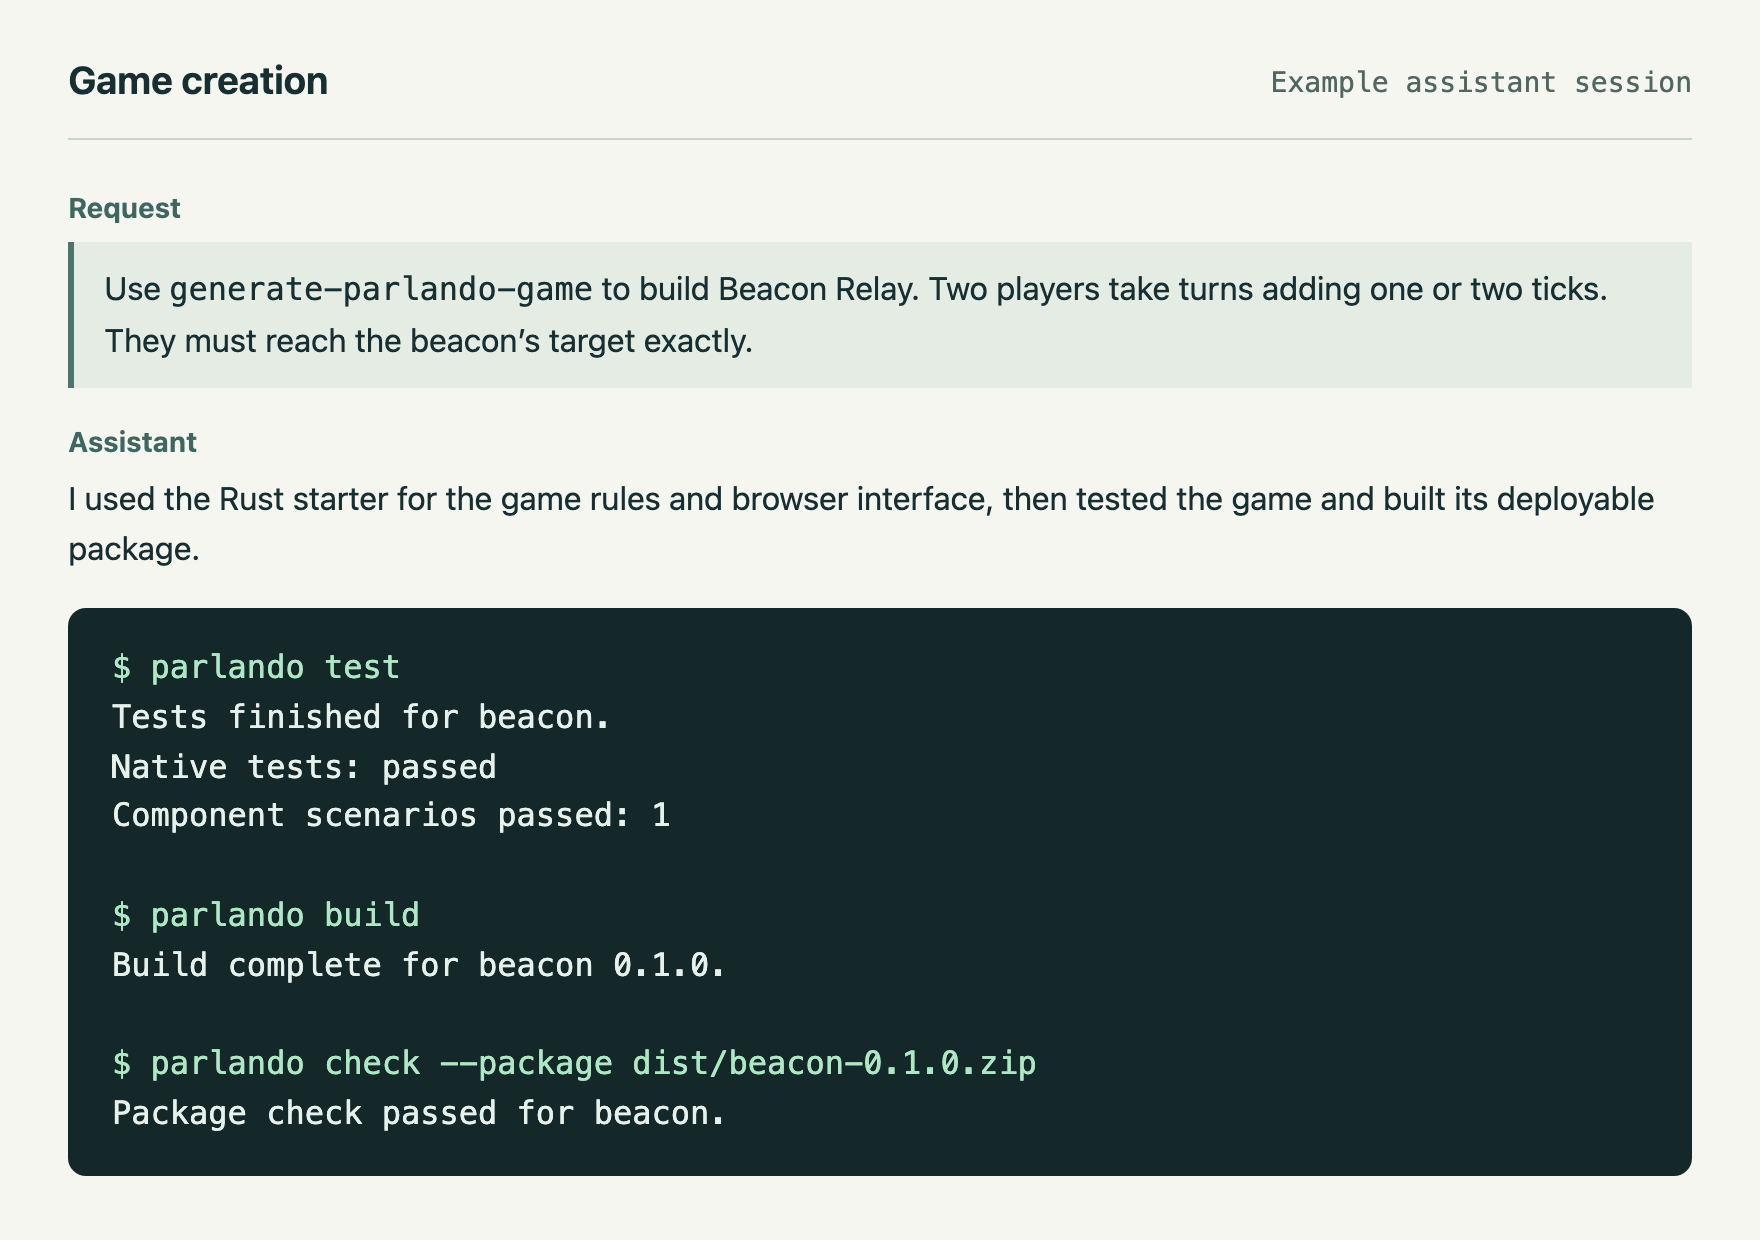 Game creation
Example assistant session
Request
Use generate-parlando-game to build Beacon Relay. Two players take turns adding one or two ticks.
They must reach the beacon’s target exactly.
Assistant
I used the Rust starter for the game rules and browser interface, then tested the game and built its deployable
package.
$ parlando test
Tests finished for beacon.
Native tests: passed
Component scenarios passed: 1
$ parlando build
Build complete for beacon 0.1.0.
$ parlando check --package dist/beacon-0.1.0.zip
Package check passed for beacon.